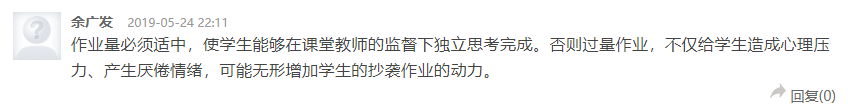 余广发 2019-05-24 22:11
作业量必须适中，使学生能够在课堂教师的监督下独立思考完成。否则过量作业，不仅给学生造成心理压
力、产生厌倦情绪，可能无形增加学生的抄袭作业的动力。
回复(0)